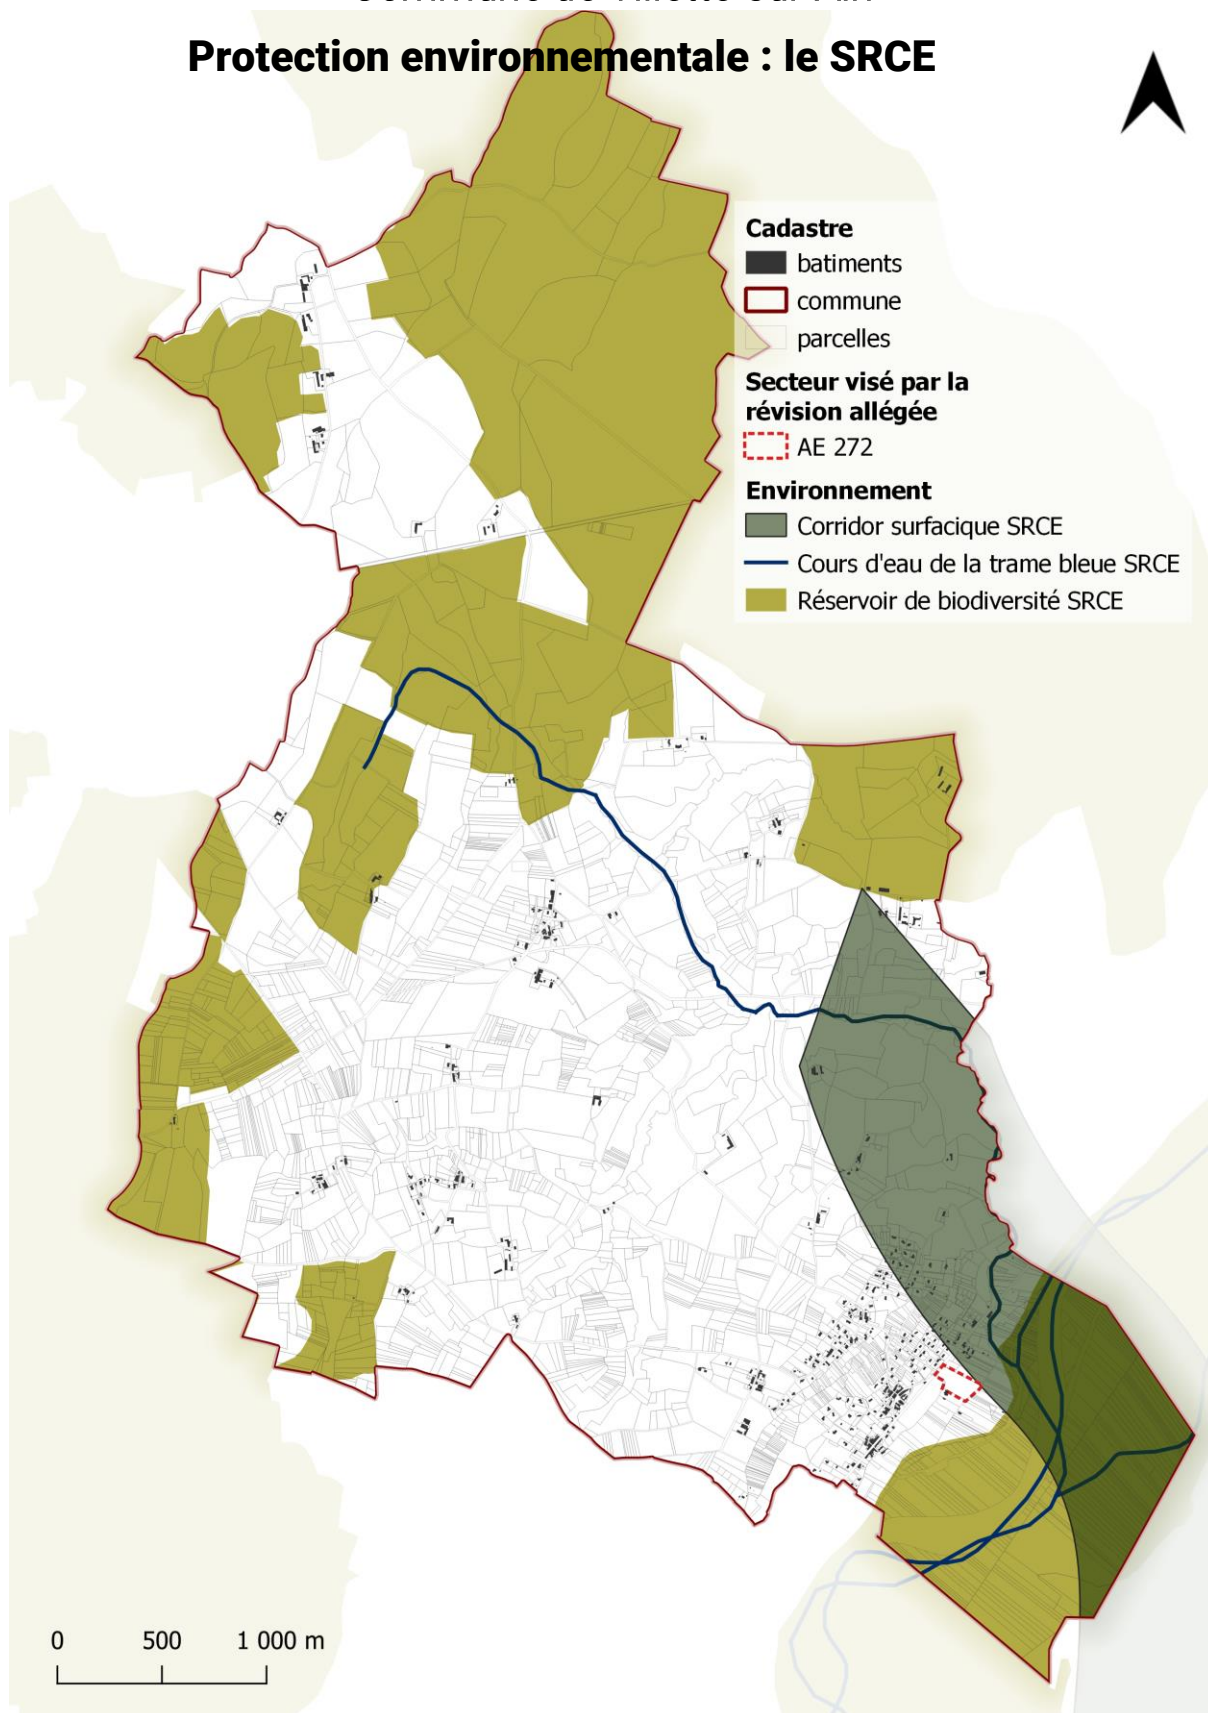 Protection environnementale : le SRCE
Cadastre
batiments
commune
parcelles
Secteur visé par la
révision allégée
AE 272
Environnement
Corridor surfacique SRCE
Cours d'eau de la trame bleue SRCE
Réservoir de biodiversité SRCE
0 500 1 000 m